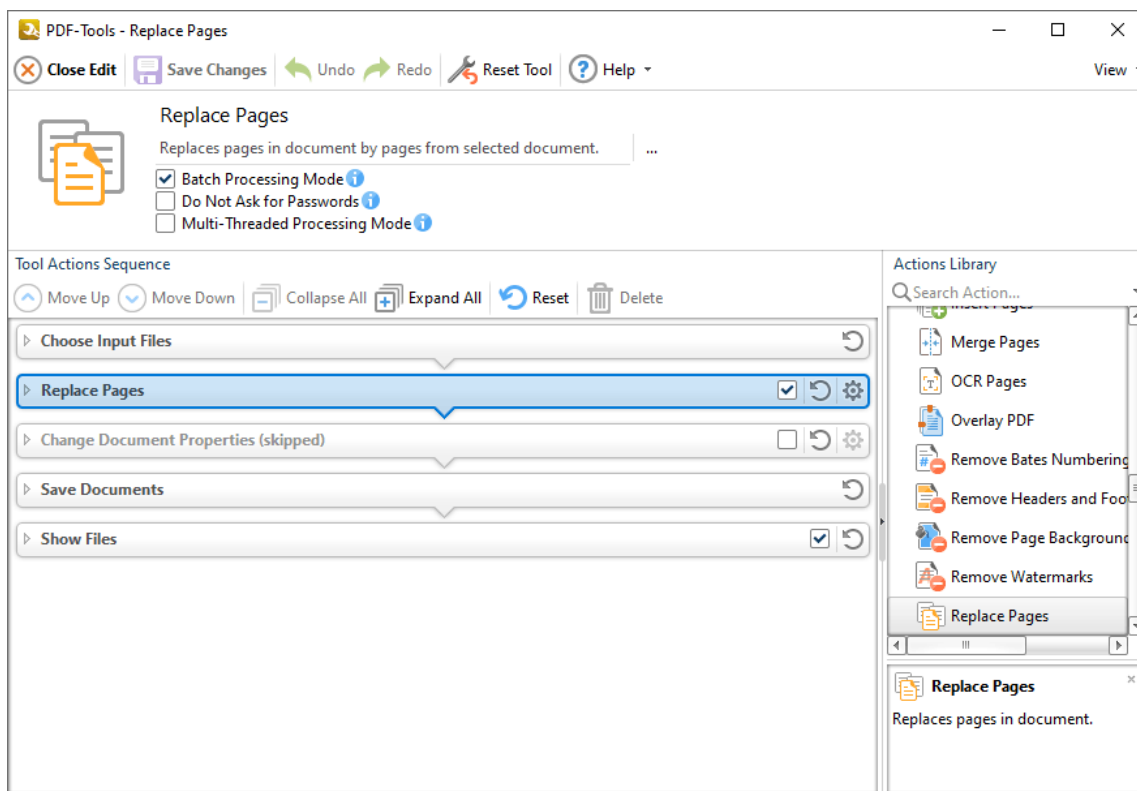 PDF-Tools - Replace Pages
Close Edit Save Changes Undo Redo Reset Tool ? Help View
Replace Pages
Replaces pages in document by pages from selected document. ...
Batch Processing Mode i
Do Not Ask for Passwords i
Multi-Threaded Processing Mode i
Tool Actions Sequence
Move Up Move Down Collapse All Expand All Reset Delete
Choose Input Files
Replace Pages
Change Document Properties (skipped)
Save Documents
Show Files
Actions Library
Search Action...
Insert Pages
Merge Pages
OCR Pages
Overlay PDF
Remove Bates Numbering
Remove Headers and Foo
Remove Page Background
Remove Watermarks
Replace Pages
Replace Pages
Replaces pages in document.